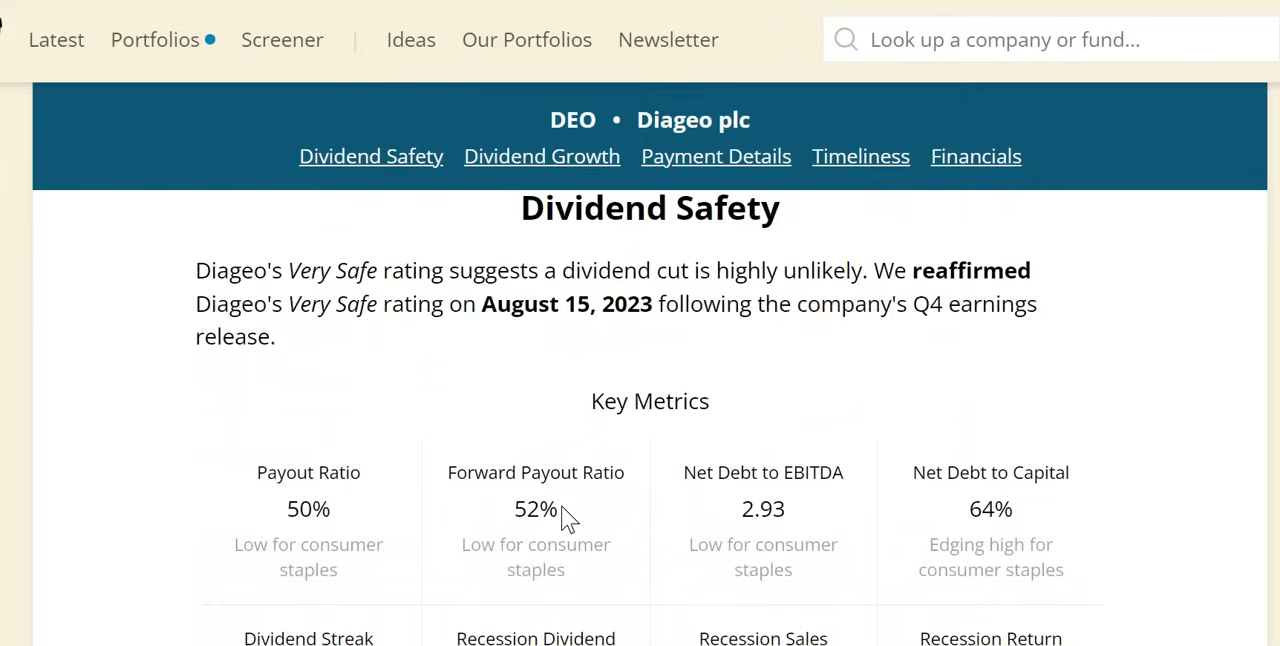 Latest Portfolios Screener | Ideas Our Portfolios Newsletter Look up a company or fund...
DEO • Diageo plc
Dividend Safety Dividend Growth Payment Details Timeliness Financials
Dividend Safety
Diageo's Very Safe rating suggests a dividend cut is highly unlikely. We reaffirmed
Diageo's Very Safe rating on August 15, 2023 following the company's Q4 earnings
release.
Key Metrics
Payout Ratio Forward Payout Ratio Net Debt to EBITDA Net Debt to Capital
50% 52% 2.93 64%
Low for consumer Low for consumer Low for consumer Edging high for
staples staples staples consumer staples
Dividend Streak Recession Dividend Recession Sales Recession Return